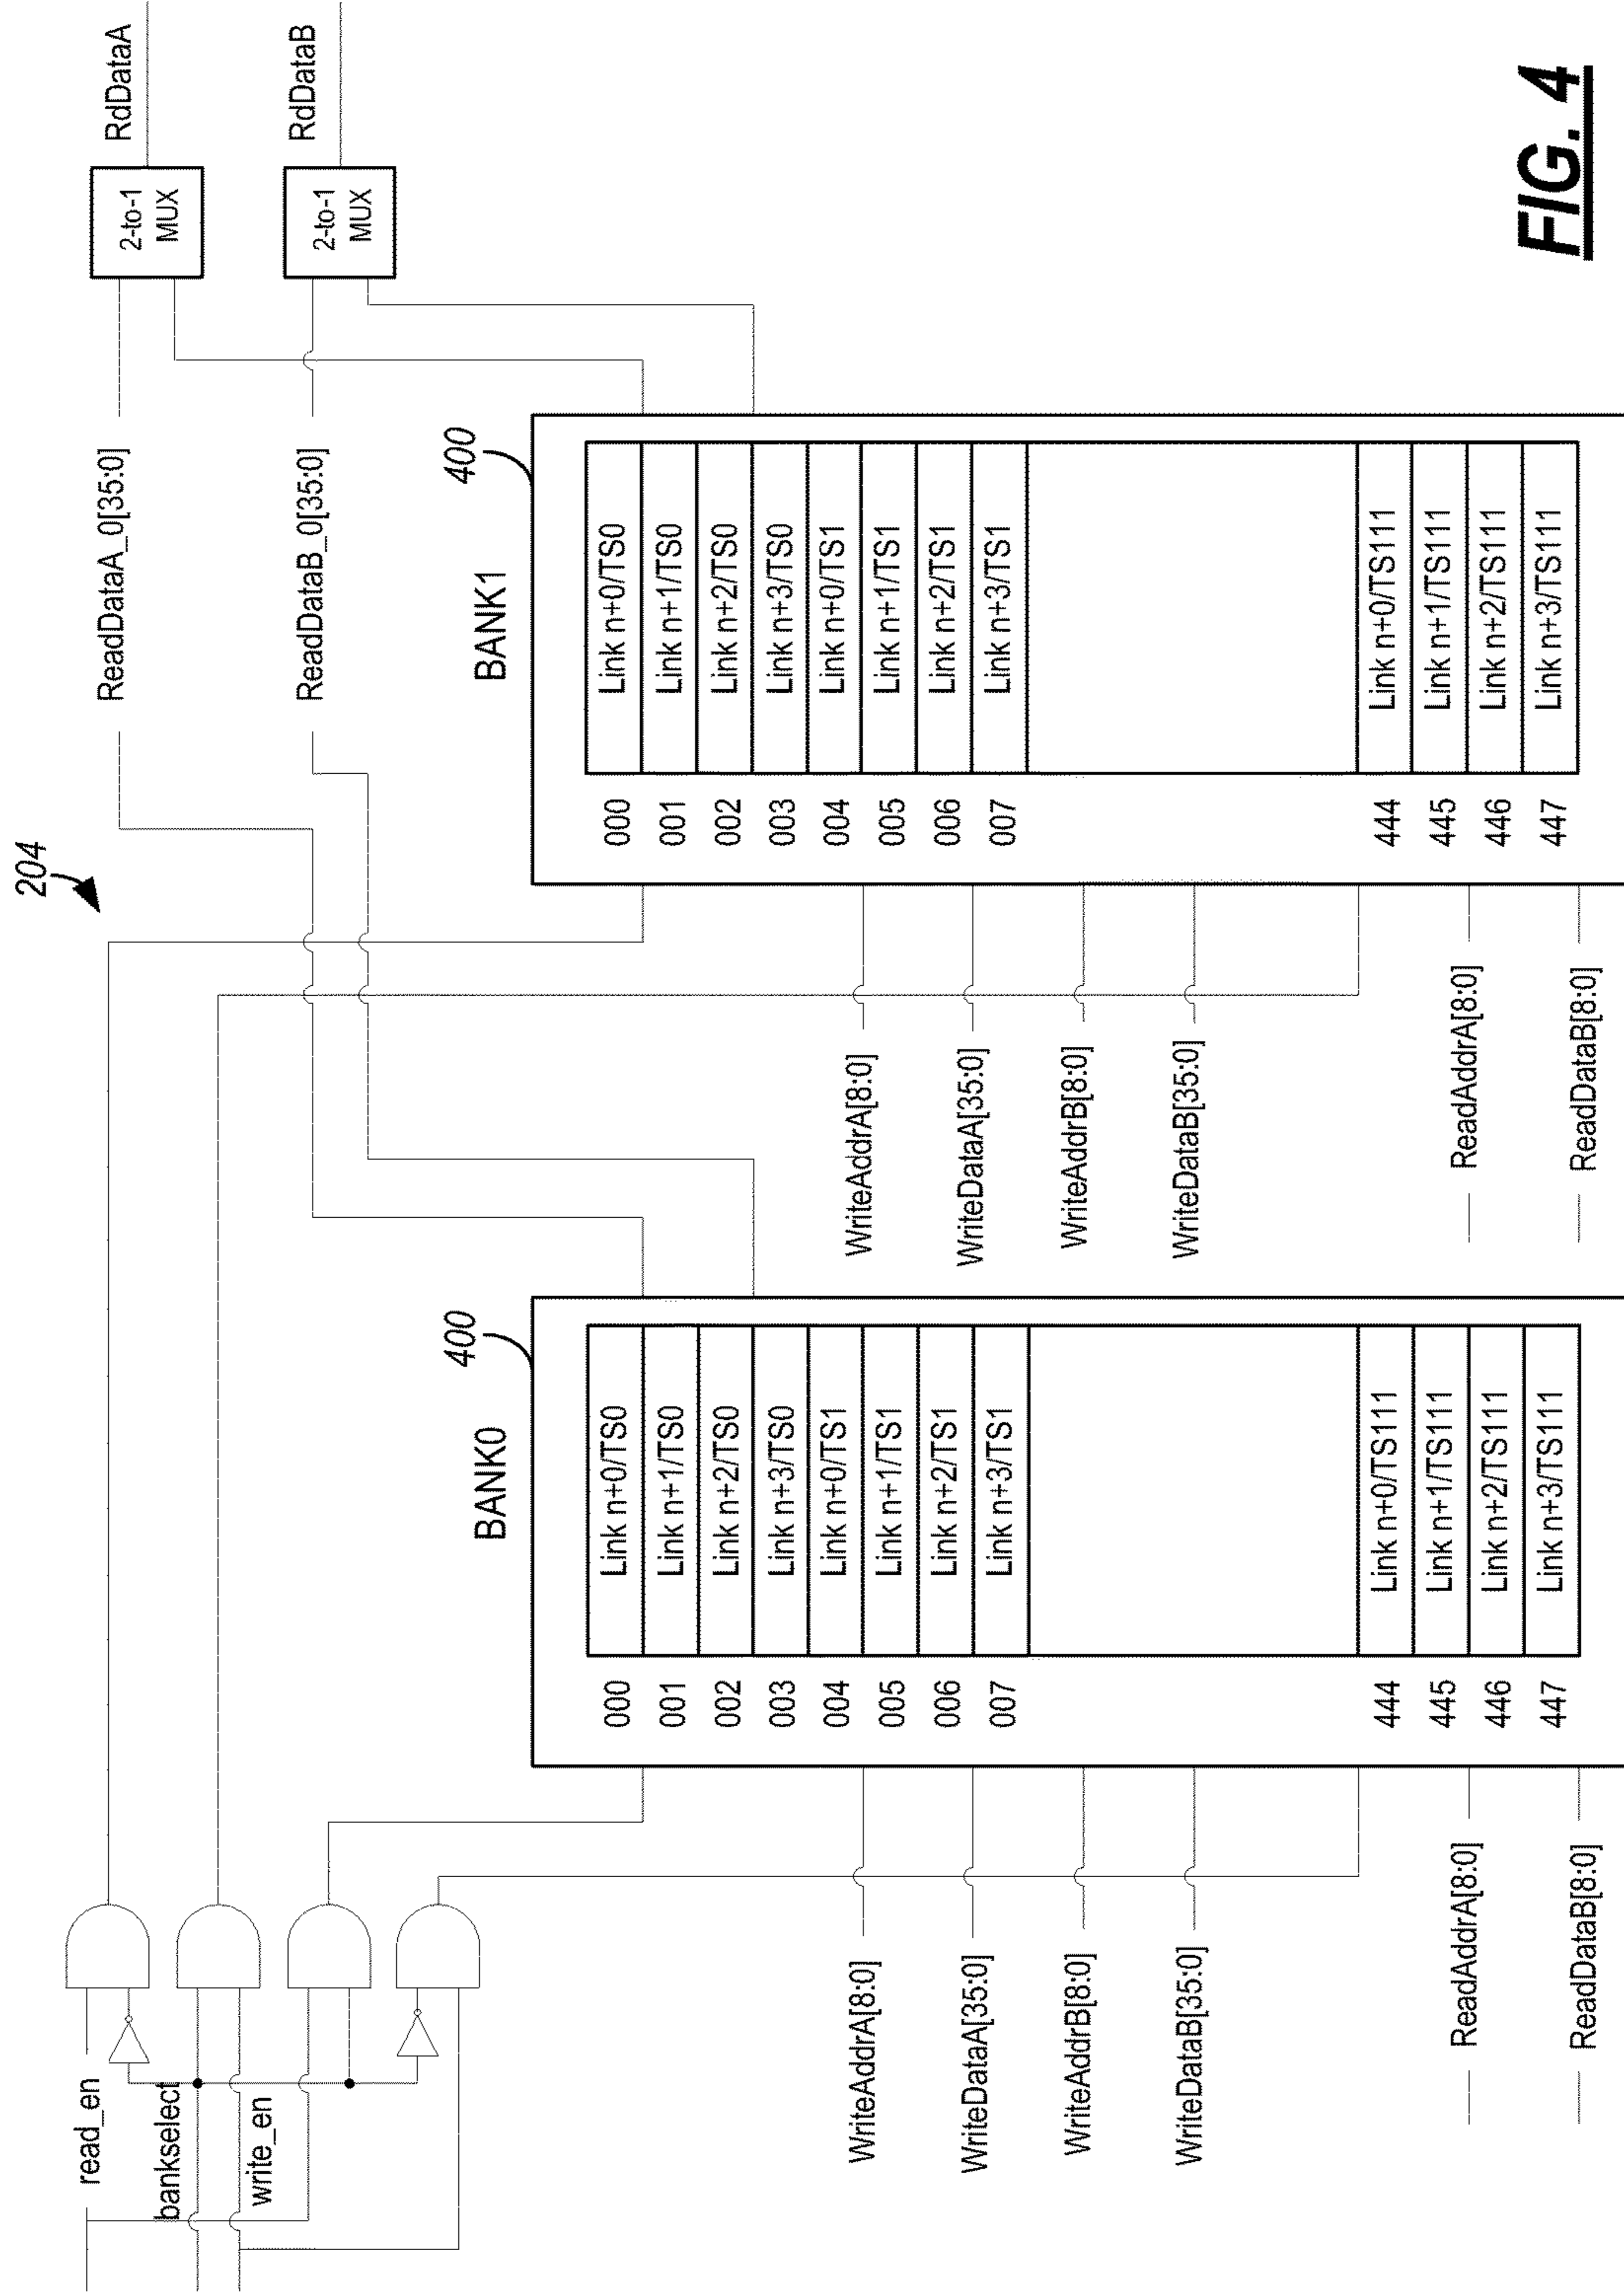 204
read_en
bankselect
write_en
ReadDataA_0[35:0]
ReadDataB_0[35:0]
2-to-1
MUX
RdDataA
2-to-1
MUX
RdDataB
BANK0
400
000
Link n+0/TS0
001
Link n+1/TS0
002
Link n+2/TS0
003
Link n+3/TS0
004
Link n+0/TS1
005
Link n+1/TS1
006
Link n+2/TS1
007
Link n+3/TS1
444
Link n+0/TS111
445
Link n+1/TS111
446
Link n+2/TS111
447
Link n+3/TS111
WriteAddrA[8:0]
WriteDataA[35:0]
WriteAddrB[8:0]
WriteDataB[35:0]
ReadAddrA[8:0]
ReadDataB[8:0]
BANK1
400
000
Link n+0/TS0
001
Link n+1/TS0
002
Link n+2/TS0
003
Link n+3/TS0
004
Link n+0/TS1
005
Link n+1/TS1
006
Link n+2/TS1
007
Link n+3/TS1
444
Link n+0/TS111
445
Link n+1/TS111
446
Link n+2/TS111
447
Link n+3/TS111
WriteAddrA[8:0]
WriteDataA[35:0]
WriteAddrB[8:0]
WriteDataB[35:0]
ReadAddrA[8:0]
ReadDataB[8:0]
FIG. 4